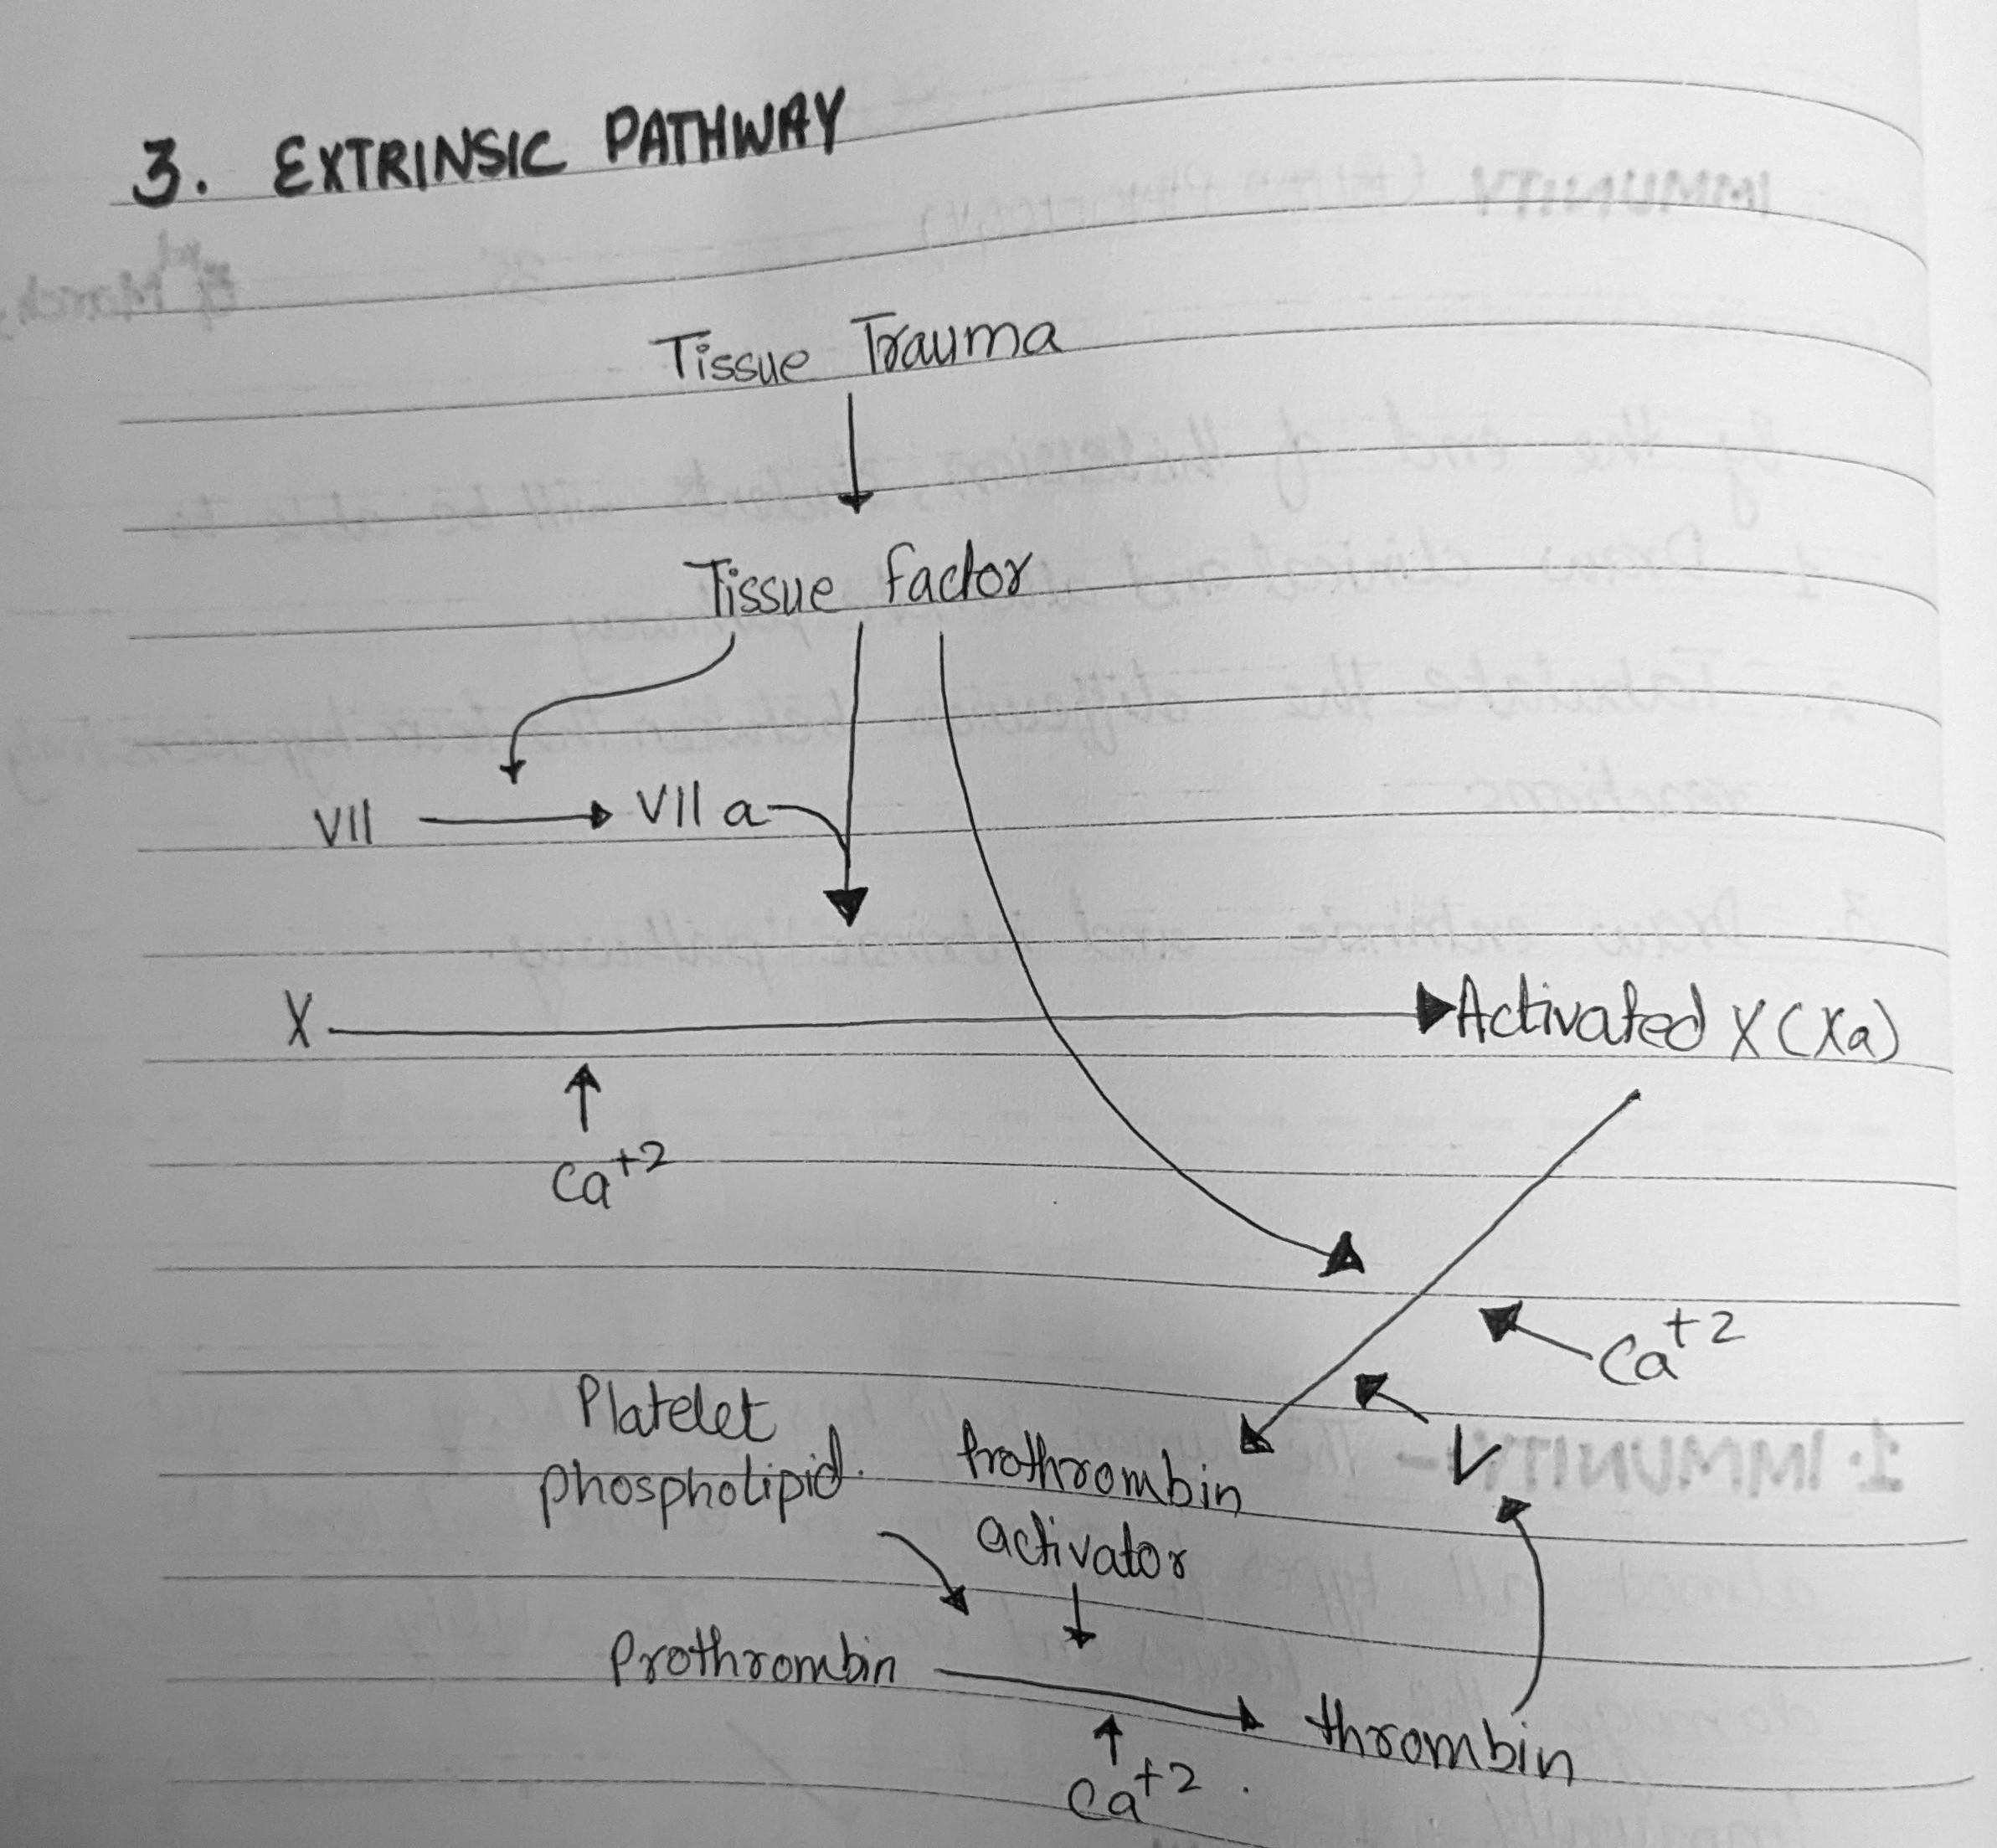 3. EXTRINSIC PATHWAY
Tissue Trauma
Tissue factor
VII
VII a
X
Activated X (Xa)
Ca+2
Ca+2
Platelet
phospholipid.
Prothrombin
activator
V
Prothrombin
thrombin
Ca+2.